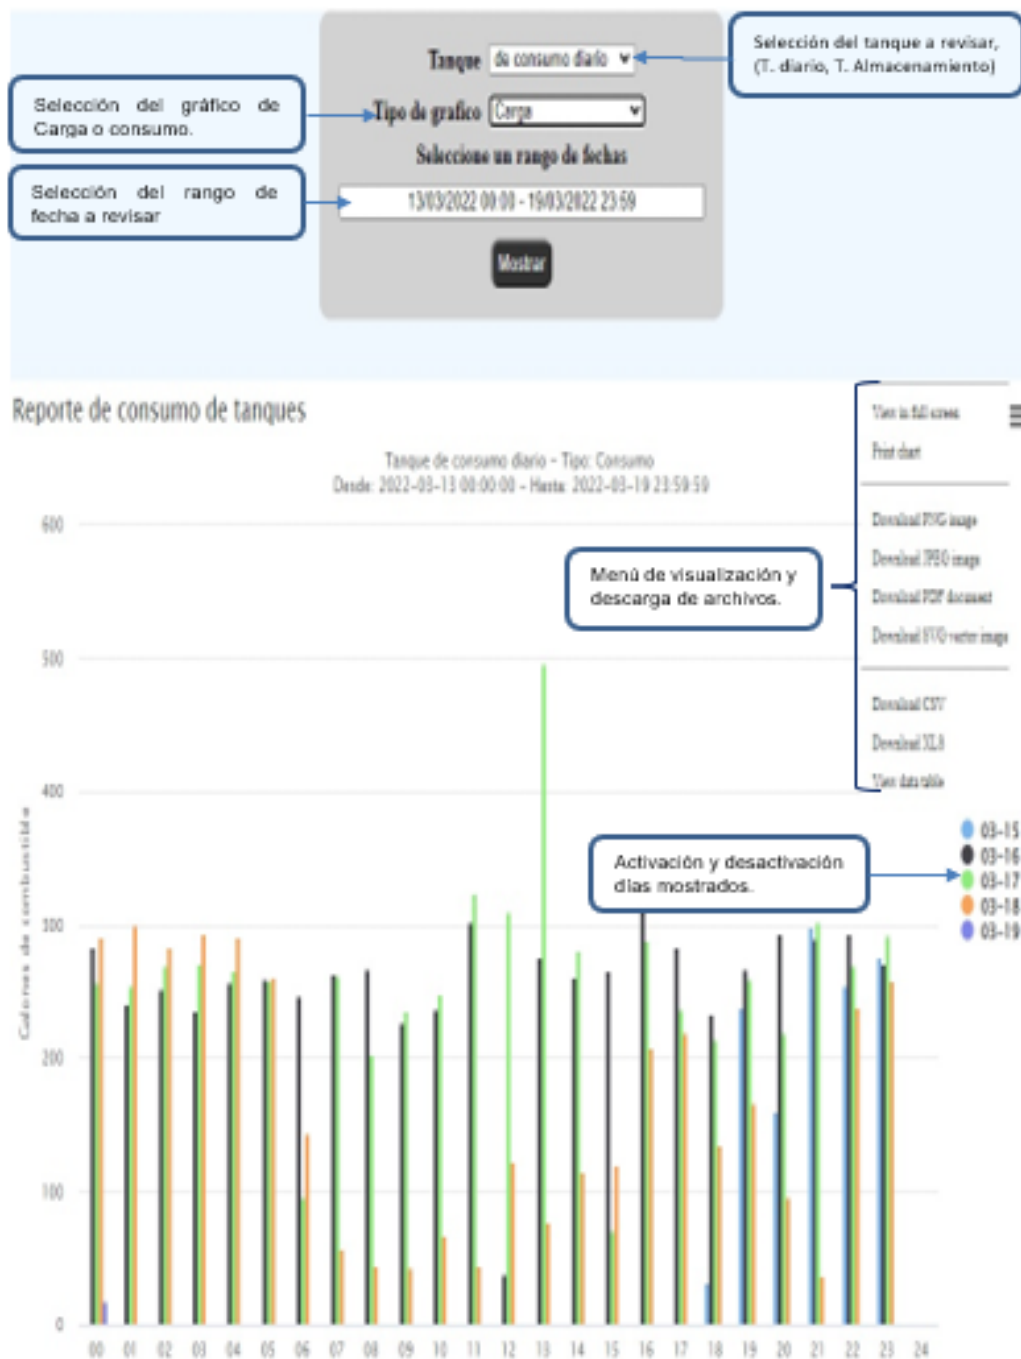 Tanque de consumo diario
Selección del tanque a revisar,
(T. diario, T. Almacenamiento)
Selección del gráfico de
Carga o consumo.
Tipo de grafico Carga
Seleccione un rango de fechas
Selección del rango de
fecha a revisar
13/03/2022 00:00 - 19/03/2022 23:59
Mostrar
Reporte de consumo de tanques
Tanque de consumo diario - Tipo: Consumo
Desde: 2022-03-13 00:00:00 - Hasta: 2022-03-19 23:59:59
View in full screen
Print chart
Download PNG image
Download JPEG image
Download PDF document
Download SVG vector image
Download CSV
Download XLS
View data table
Menú de visualización y
descarga de archivos.
Activación y desactivación
días mostrados.
03-15
03-16
03-17
03-18
03-19
Galones de combustible
600
500
400
300
200
100
0
00 01 02 03 04 05 06 07 08 09 10 11 12 13 14 15 16 17 18 19 20 21 22 23 24